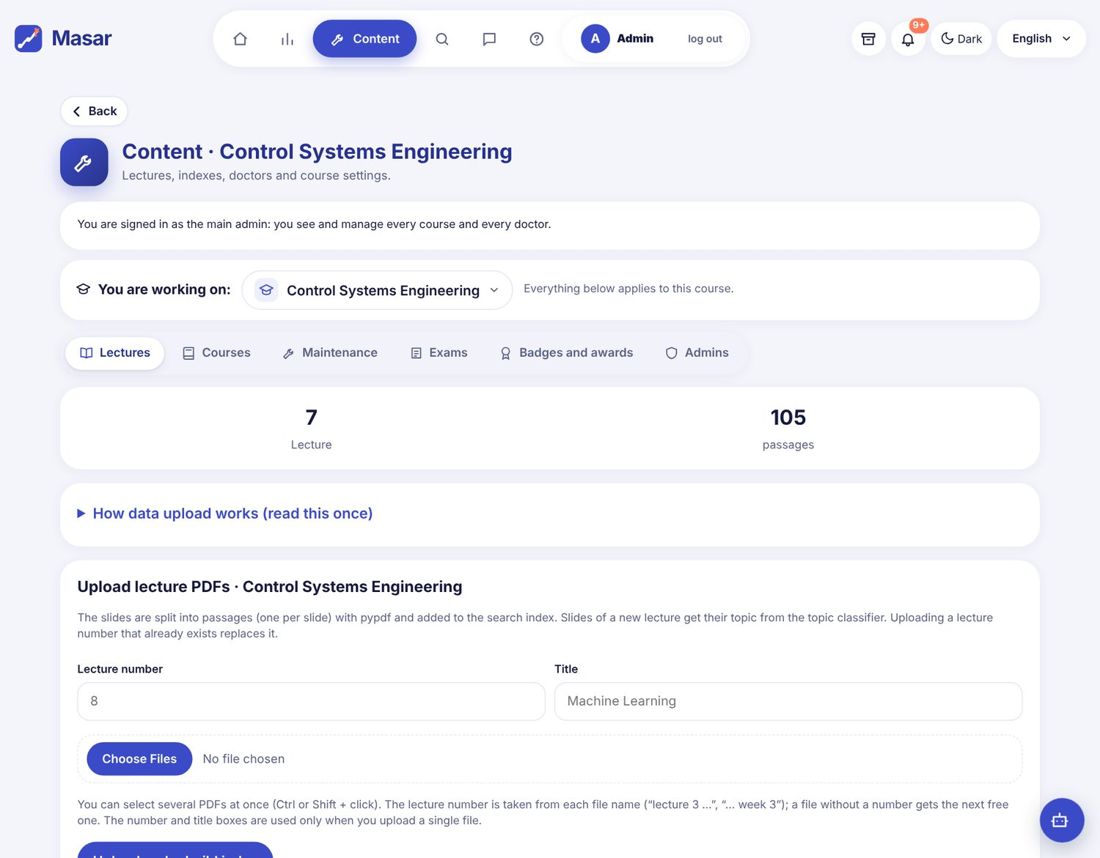 Masar
Content
A
Admin
log out
9+
Dark
English
Back
Content · Control Systems Engineering
Lectures, indexes, doctors and course settings.
You are signed in as the main admin: you see and manage every course and every doctor.
You are working on:
Control Systems Engineering
Everything below applies to this course.
Lectures
Courses
Maintenance
Exams
Badges and awards
Admins
7
Lecture
105
passages
How data upload works (read this once)
Upload lecture PDFs · Control Systems Engineering
The slides are split into passages (one per slide) with pypdf and added to the search index. Slides of a new lecture get their topic from the topic classifier. Uploading a lecture
number that already exists replaces it.
Lecture number
Title
8
Machine Learning
Choose Files
No file chosen
You can select several PDFs at once (Ctrl or Shift + click). The lecture number is taken from each file name (“lecture 3 ...”, “... week 3”); a file without a number gets the next free
one. The number and title boxes are used only when you upload a single file.